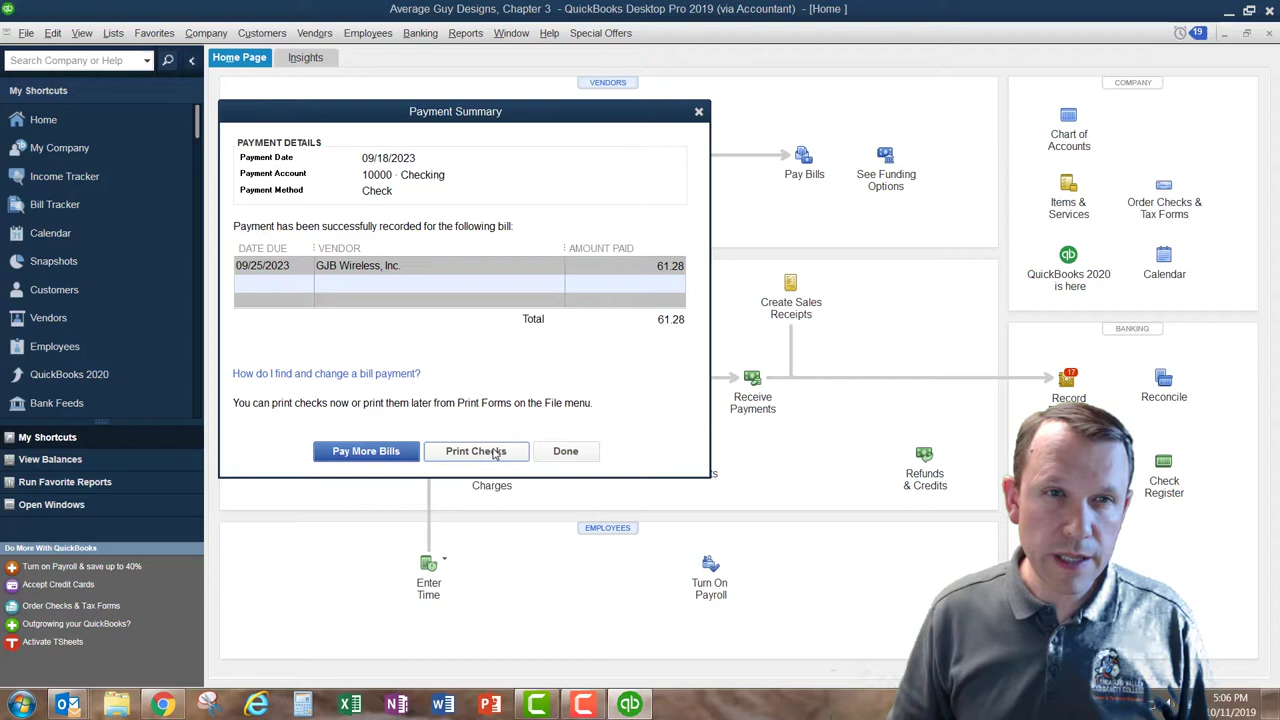 Average Guy Designs, Chapter 3 - QuickBooks Desktop Pro 2019 (via Accountant) - [Home ]
File Edit View Lists Favorites Company Customers Vendors Employees Banking Reports Window Help Special Offers
19
Search Company or Help
Home Page
Insights
My Shortcuts
Home
My Company
Income Tracker
Bill Tracker
Calendar
Snapshots
Customers
Vendors
Employees
QuickBooks 2020
Bank Feeds
My Shortcuts
View Balances
Run Favorite Reports
Open Windows
Do More With QuickBooks
Turn on Payroll & save up to 40%
Accept Credit Cards
Order Checks & Tax Forms
Outgrowing your QuickBooks?
Activate TSheets
VENDORS
Payment Summary
PAYMENT DETAILS
Payment Date 09/18/2023
Payment Account 10000 · Checking
Payment Method Check
Payment has been successfully recorded for the following bill:
DATE DUE VENDOR AMOUNT PAID
09/25/2023 GJB Wireless, Inc. 61.28
Total 61.28
How do I find and change a bill payment?
You can print checks now or print them later from Print Forms on the File menu.
Pay More Bills
Print Checks
Done
Pay Bills
See Funding
Options
Create Sales
Receipts
Receive
Payments
Charges
Refunds
& Credits
EMPLOYEES
Enter
Time
Turn On
Payroll
COMPANY
Chart of
Accounts
Items &
Services
Order Checks &
Tax Forms
QuickBooks 2020
is here
Calendar
BANKING
17
Record
Reconcile
Check
Register
5:06 PM
10/11/2019